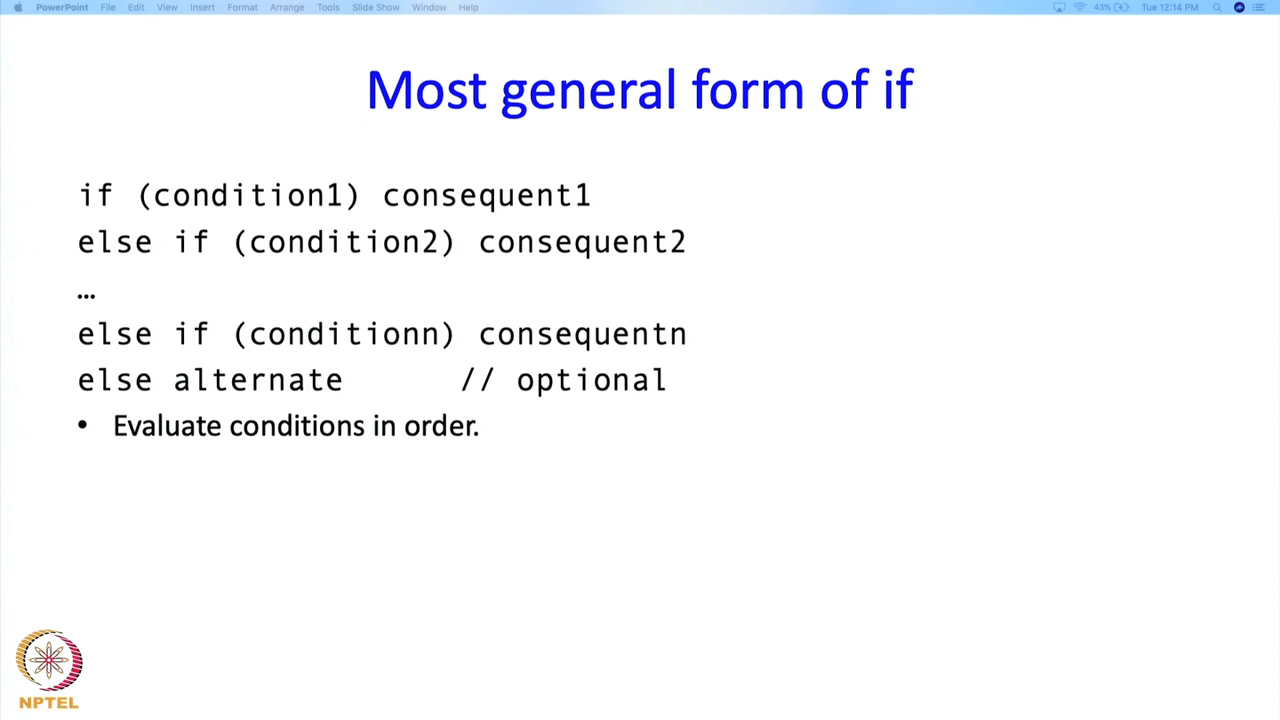 PowerPoint File Edit View Insert Format Arrange Tools Slide Show Window Help 43% Tue 12:14 PM
Most general form of if
if (condition1) consequent1
else if (condition2) consequent2
…
else if (conditionn) consequentn
else alternate // optional
• Evaluate conditions in order.
NPTEL